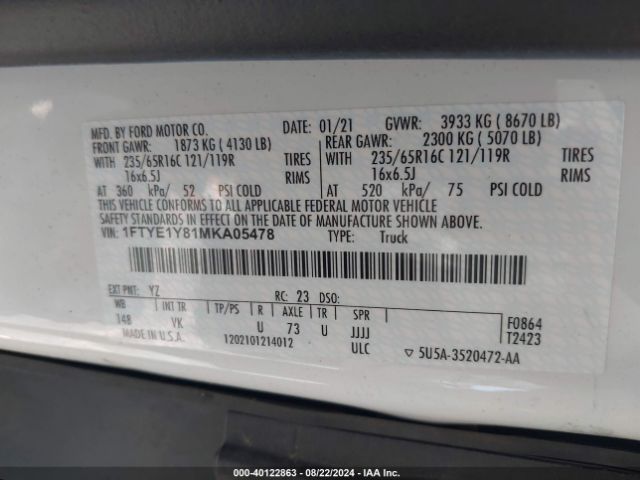 MFD. BY FORD MOTOR CO. DATE: 01/21 GVWR: 3933 KG ( 8670 LB)
FRONT GAWR: 1873 KG ( 4130 LB) REAR GAWR: 2300 KG ( 5070 LB)
WITH 235/65R16C 121/119R TIRES WITH 235/65R16C 121/119R TIRES
16x6.5J RIMS 16x6.5J RIMS
AT 360 kPa/ 52 PSI COLD AT 520 kPa/ 75 PSI COLD
THIS VEHICLE CONFORMS TO ALL APPLICABLE FEDERAL MOTOR VEHICLE
SAFETY STANDARDS IN EFFECT ON THE DATE OF MANUFACTURE SHOWN ABOVE.
VIN: 1FTYE1Y81MKA05478 TYPE: Truck
EXT PNT: YZ RC: 23 DSO:
WB INT TR TP/PS R AXLE TR SPR F0864
148 VK U 73 U JJJJ T2423
MADE IN U.S.A. 1202101214012 ULC ▽ 5U5A-3520472-AA
000-40122863 - 08/22/2024 - IAA Inc.